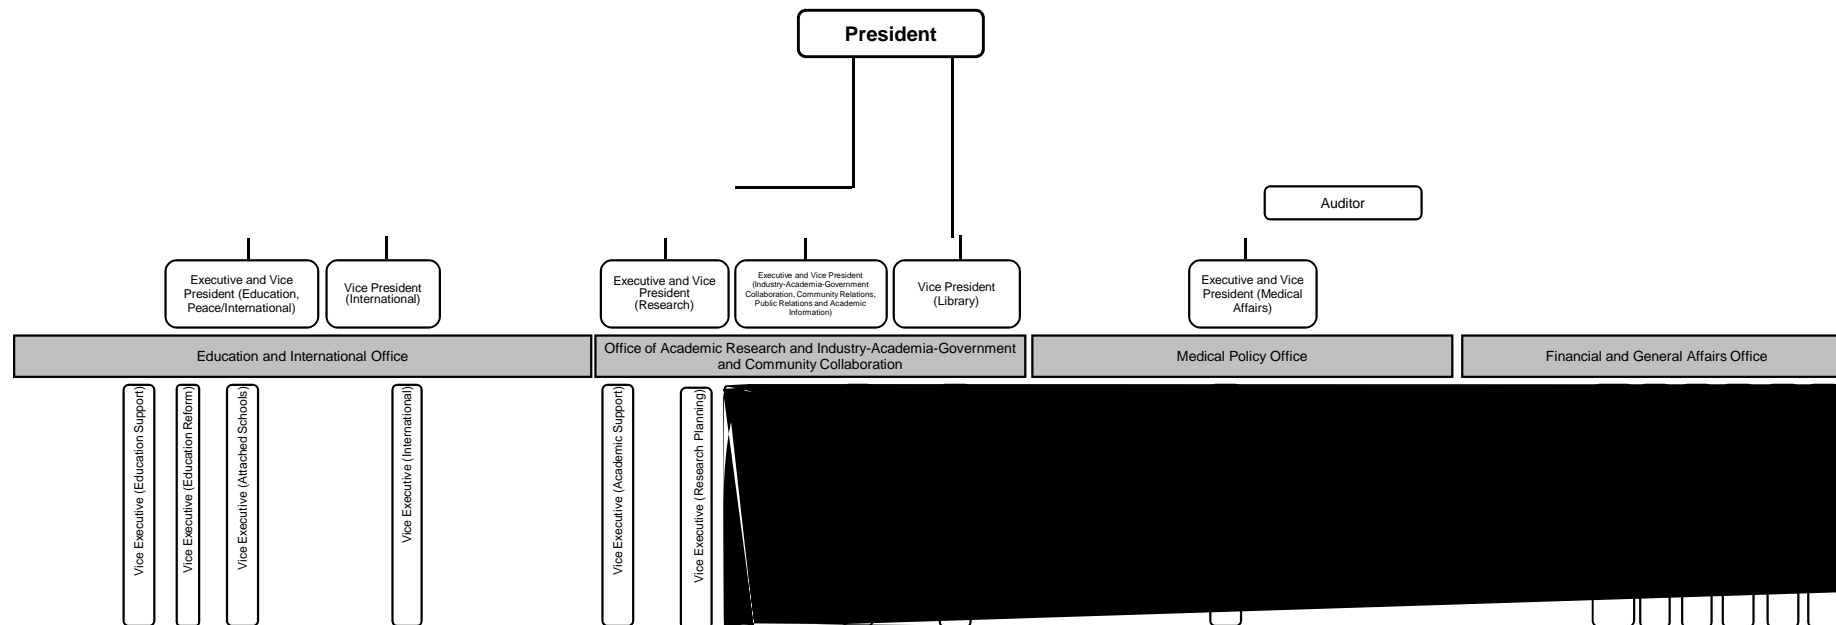 President
Auditor
Executive and Vice
President (Education,
Peace/International)
Vice President
(International)
Executive and Vice
President
(Research)
Executive and Vice President
(Industry-Academia-Government
Collaboration, Community Relations,
Public Relations and Academic
Information)
Vice President
(Library)
Executive and Vice
President (Medical
Affairs)
Education and International Office
Office of Academic Research and Industry-Academia-Government
and Community Collaboration
Medical Policy Office
Financial and General Affairs Office
Vice Executive (Education Support)
Vice Executive (Education Reform)
Vice Executive (Attached Schools)
Vice Executive (International)
Vice Executive (Academic Support)
Vice Executive (Research Planning)